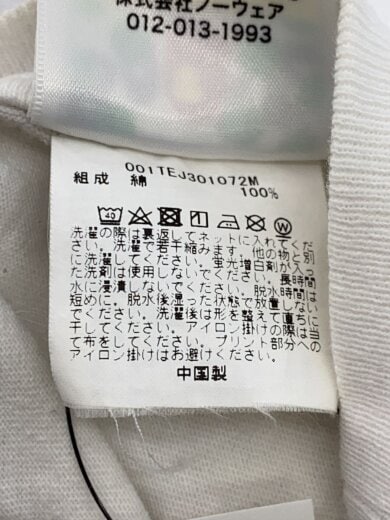 株式会社ノーウェア
012-013-1993
001TEJ301072M
組成 綿 100%
40
W
洗濯の際は裏返してネットに入れてくだ
さい。洗濯で若干縮みます。他の物と別
に洗濯してください。蛍光増白剤が入っ
た洗剤は使用しないでください。長時間
水に浸漬しないでください。脱水時間は
短めに。脱水後湿った状態で放置しない
でください。洗濯後は形を整えて直ちに
干してください。アイロン掛けの際は当
て布をしてください。プリント部分への
アイロン掛けはお避けください。
中国製